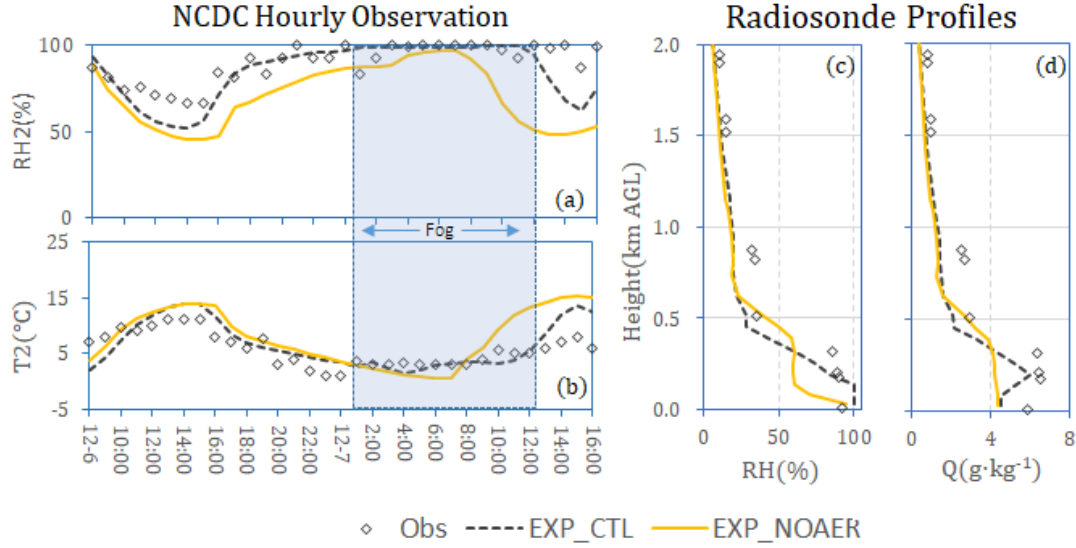 NCDC Hourly Observation
Radiosonde Profiles
RH2(%)
100
50
0
(a)
Fog
T2(°C)
25
15
5
-5
(b)
12-6
10:00
12:00
14:00
16:00
18:00
20:00
22:00
12-7
2:00
4:00
6:00
8:00
10:00
12:00
14:00
16:00
Height(km AGL)
2.0
1.5
1.0
0.5
0.0
(c)
0
50
100
RH(%)
(d)
0
4
8
Q(g·kg⁻¹)
Obs EXP_CTL EXP_NOAER